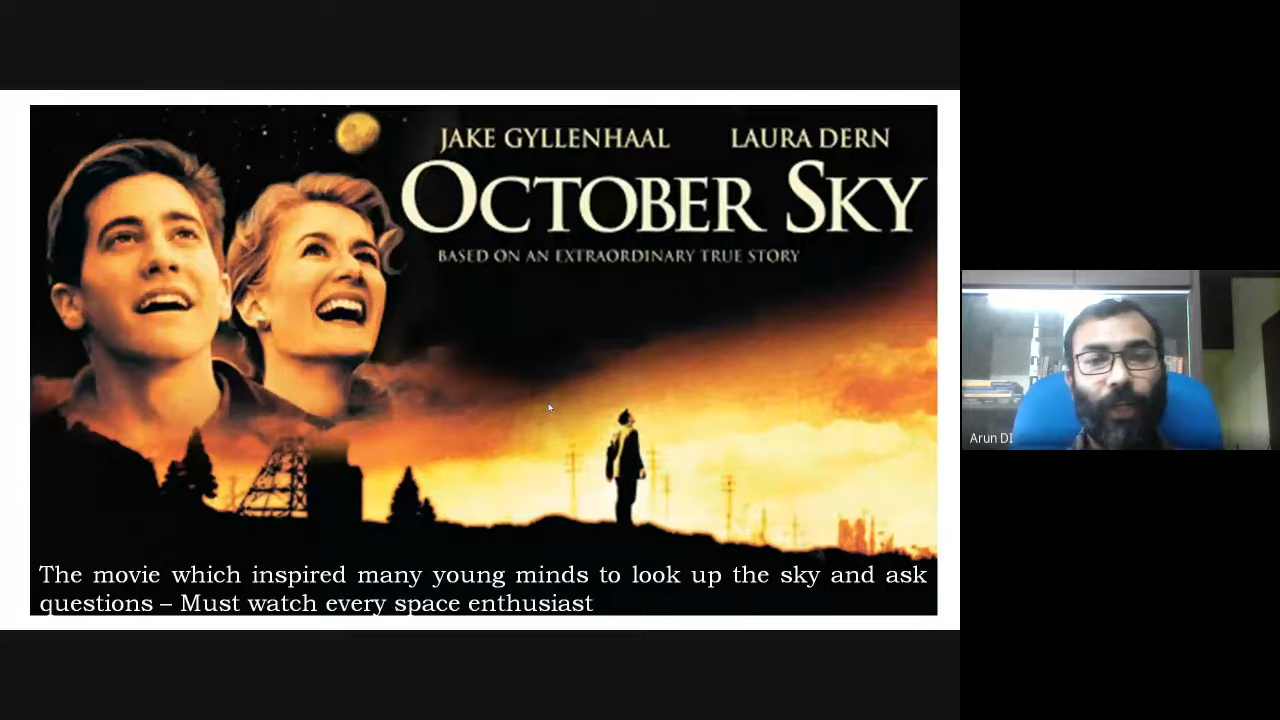 JAKE GYLLENHAAL LAURA DERN
OCTOBER SKY
BASED ON AN EXTRAORDINARY TRUE STORY
The movie which inspired many young minds to look up the sky and ask
questions – Must watch every space enthusiast
Arun DI